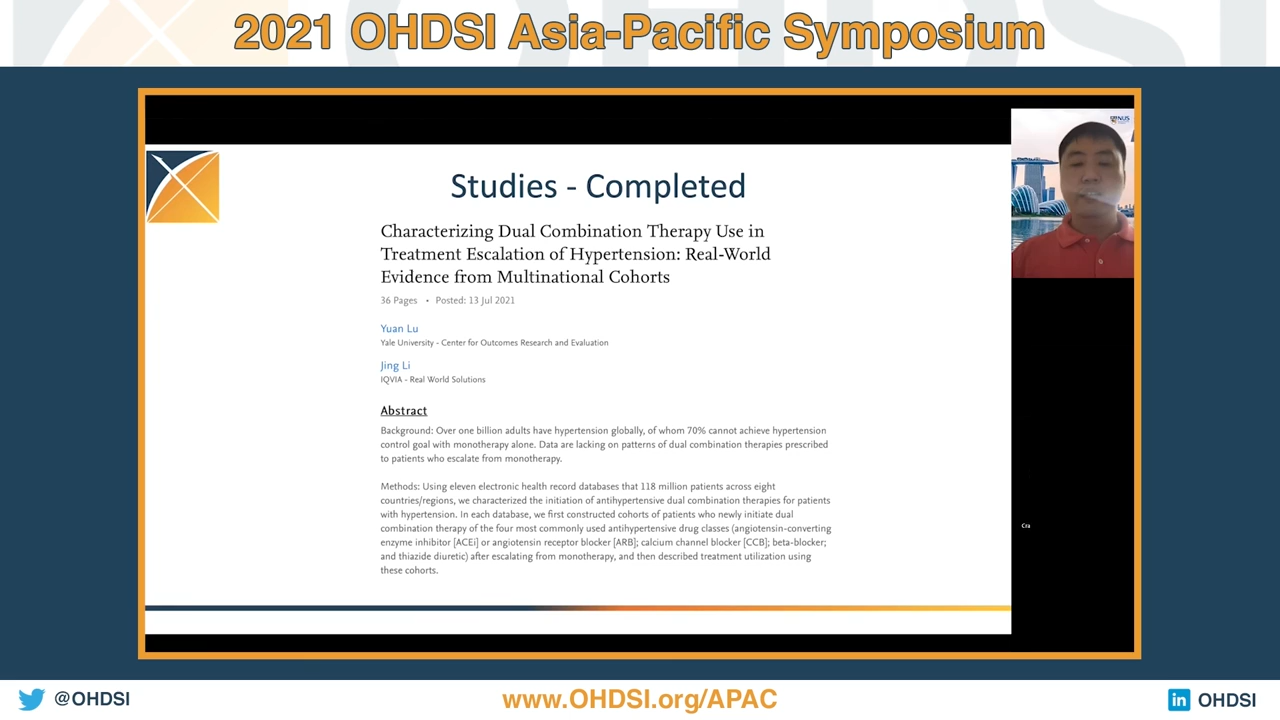 2021 OHDSI Asia-Pacific Symposium
NUS
Studies - Completed
Characterizing Dual Combination Therapy Use in
Treatment Escalation of Hypertension: Real-World
Evidence from Multinational Cohorts
36 Pages • Posted: 13 Jul 2021
Yuan Lu
Yale University - Center for Outcomes Research and Evaluation
Jing Li
IQVIA - Real World Solutions
Abstract
Background: Over one billion adults have hypertension globally, of whom 70% cannot achieve hypertension
control goal with monotherapy alone. Data are lacking on patterns of dual combination therapies prescribed
to patients who escalate from monotherapy.
Methods: Using eleven electronic health record databases that 118 million patients across eight
countries/regions, we characterized the initiation of antihypertensive dual combination therapies for patients
with hypertension. In each database, we first constructed cohorts of patients who newly initiate dual
combination therapy of the four most commonly used antihypertensive drug classes (angiotensin-converting
enzyme inhibitor [ACEi] or angiotensin receptor blocker [ARB]; calcium channel blocker [CCB]; beta-blocker;
and thiazide diuretic) after escalating from monotherapy, and then described treatment utilization using
these cohorts.
Cra
@OHDSI
www.OHDSI.org/APAC
in OHDSI